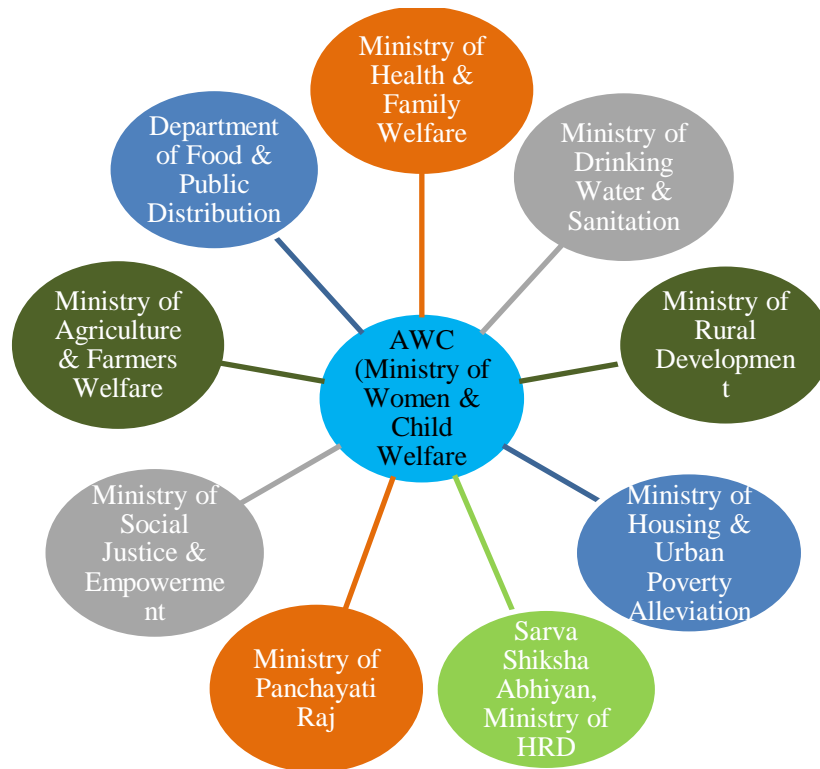 Ministry of
Health &
Family
Welfare
Ministry of
Drinking
Water &
Sanitation
Ministry of
Rural
Developmen
t
Ministry of
Housing &
Urban
Poverty
Alleviation
Sarva
Shiksha
Abhiyan,
Ministry of
HRD
Ministry of
Panchayati
Raj
Ministry of
Social
Justice &
Empowerme
nt
Ministry of
Agriculture
& Farmers
Welfare
Department
of Food &
Public
Distribution
AWC
(Ministry of
Women &
Child
Welfare